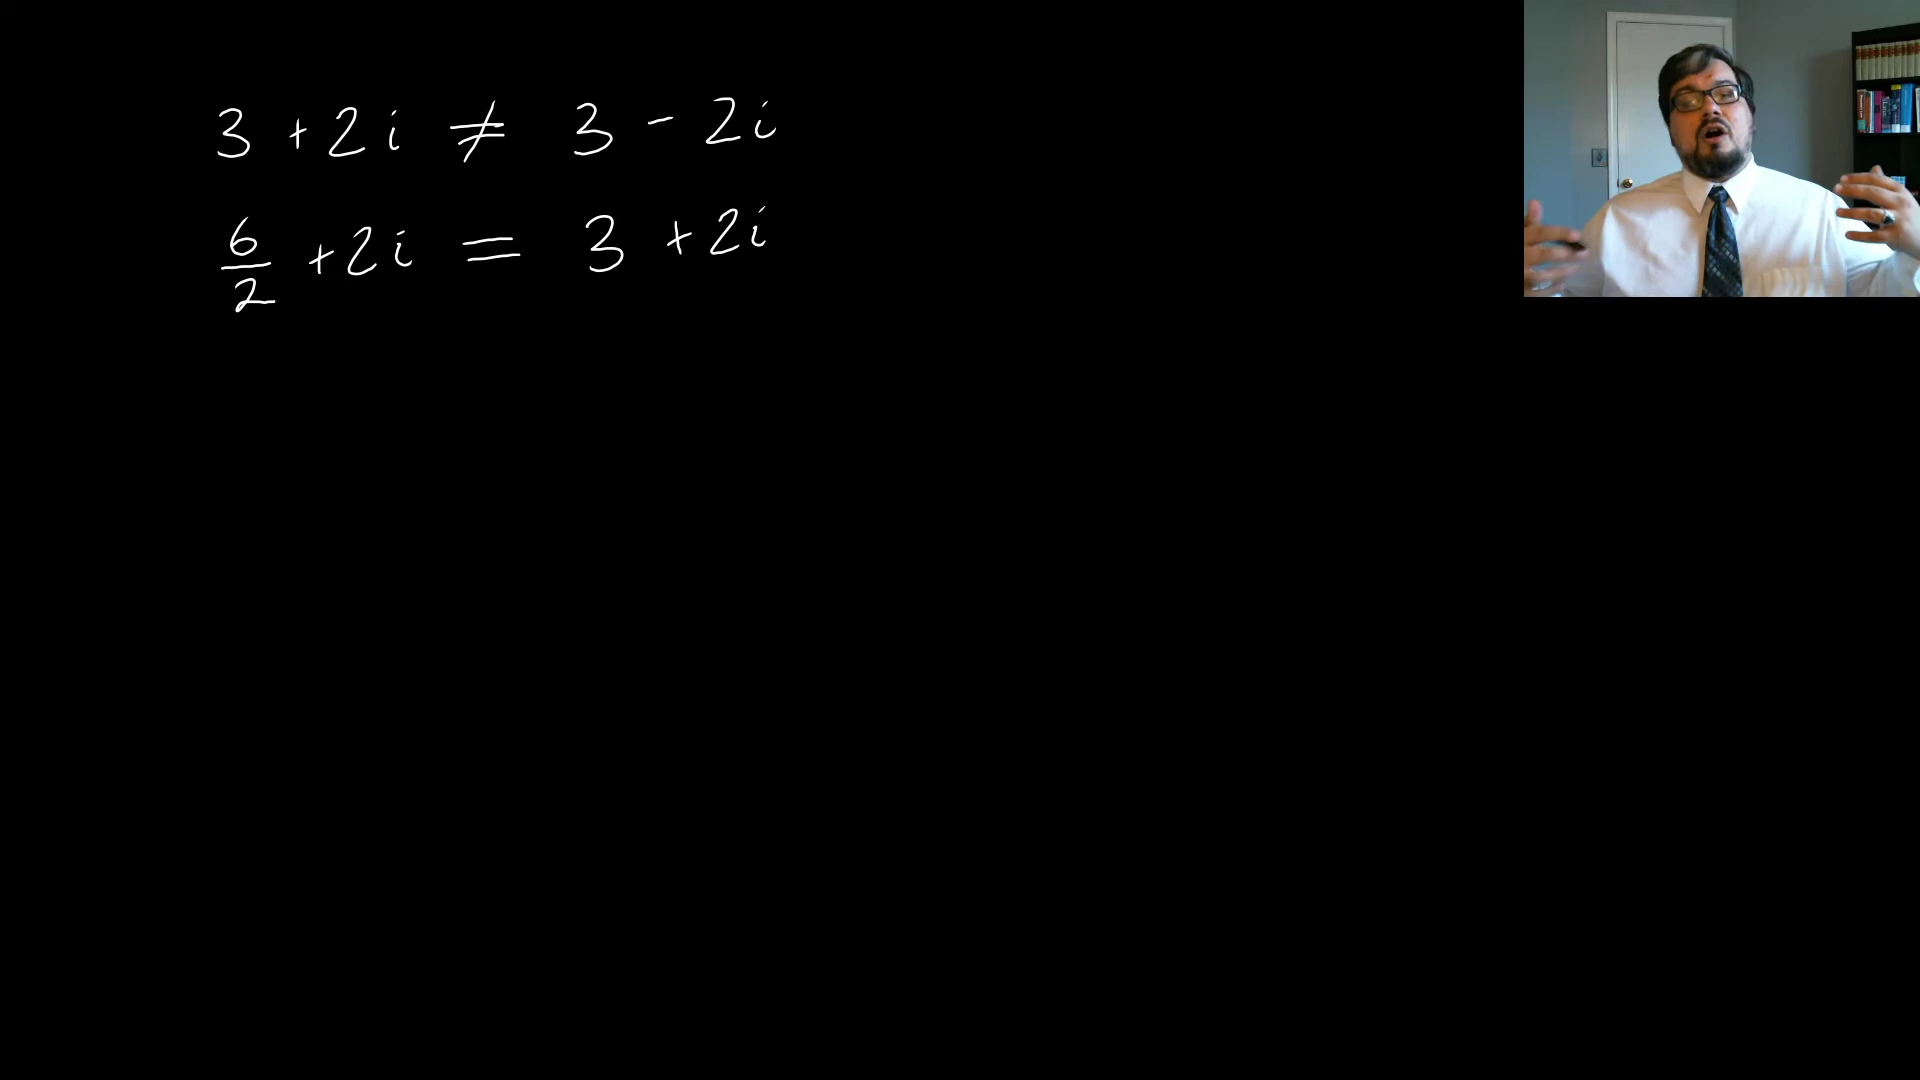 3 + 2i ≠ 3 - 2i
6/2 + 2i = 3 + 2i